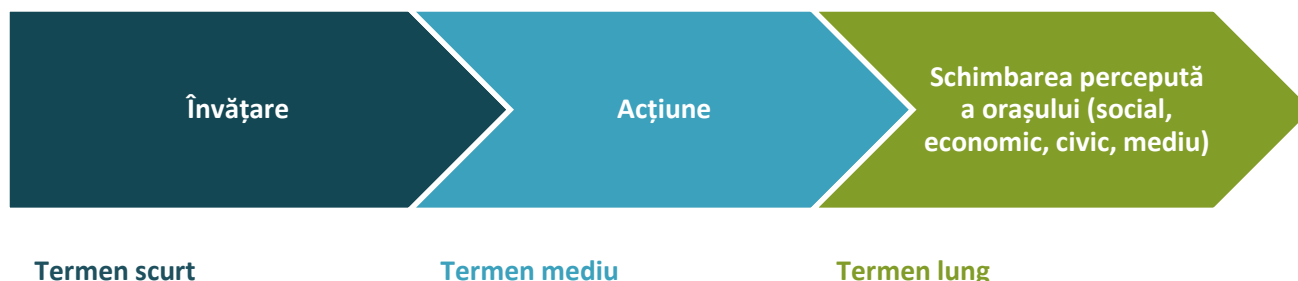 Învățare
Acțiune
Schimbarea percepută
a orașului (social,
economic, civic, mediu)
Termen scurt
Termen mediu
Termen lung